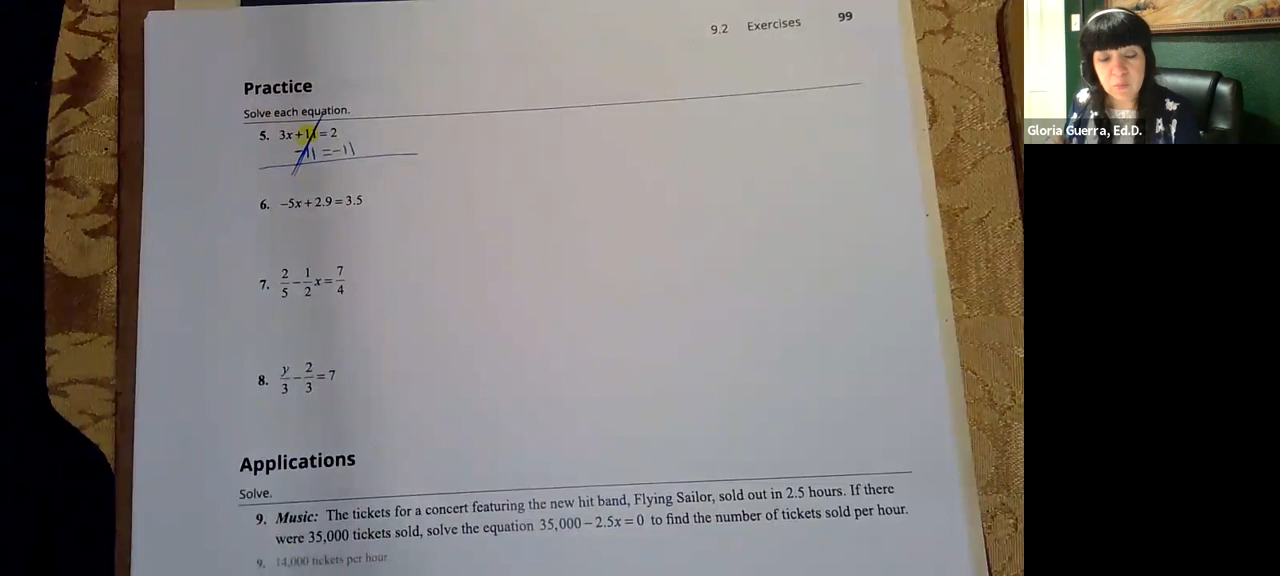 9.2 Exercises 99
Practice
Solve each equation.
5. 3x + 11 = 2
-11 = -11
6. −5x + 2.9 = 3.5
7. 2/5 − 1/2 x = 7/4
8. y/3 − 2/3 = 7
Applications
Solve.
9. Music: The tickets for a concert featuring the new hit band, Flying Sailor, sold out in 2.5 hours. If there
were 35,000 tickets sold, solve the equation 35,000 − 2.5x = 0 to find the number of tickets sold per hour.
9. 14,000 tickets per hour
Gloria Guerra, Ed.D.